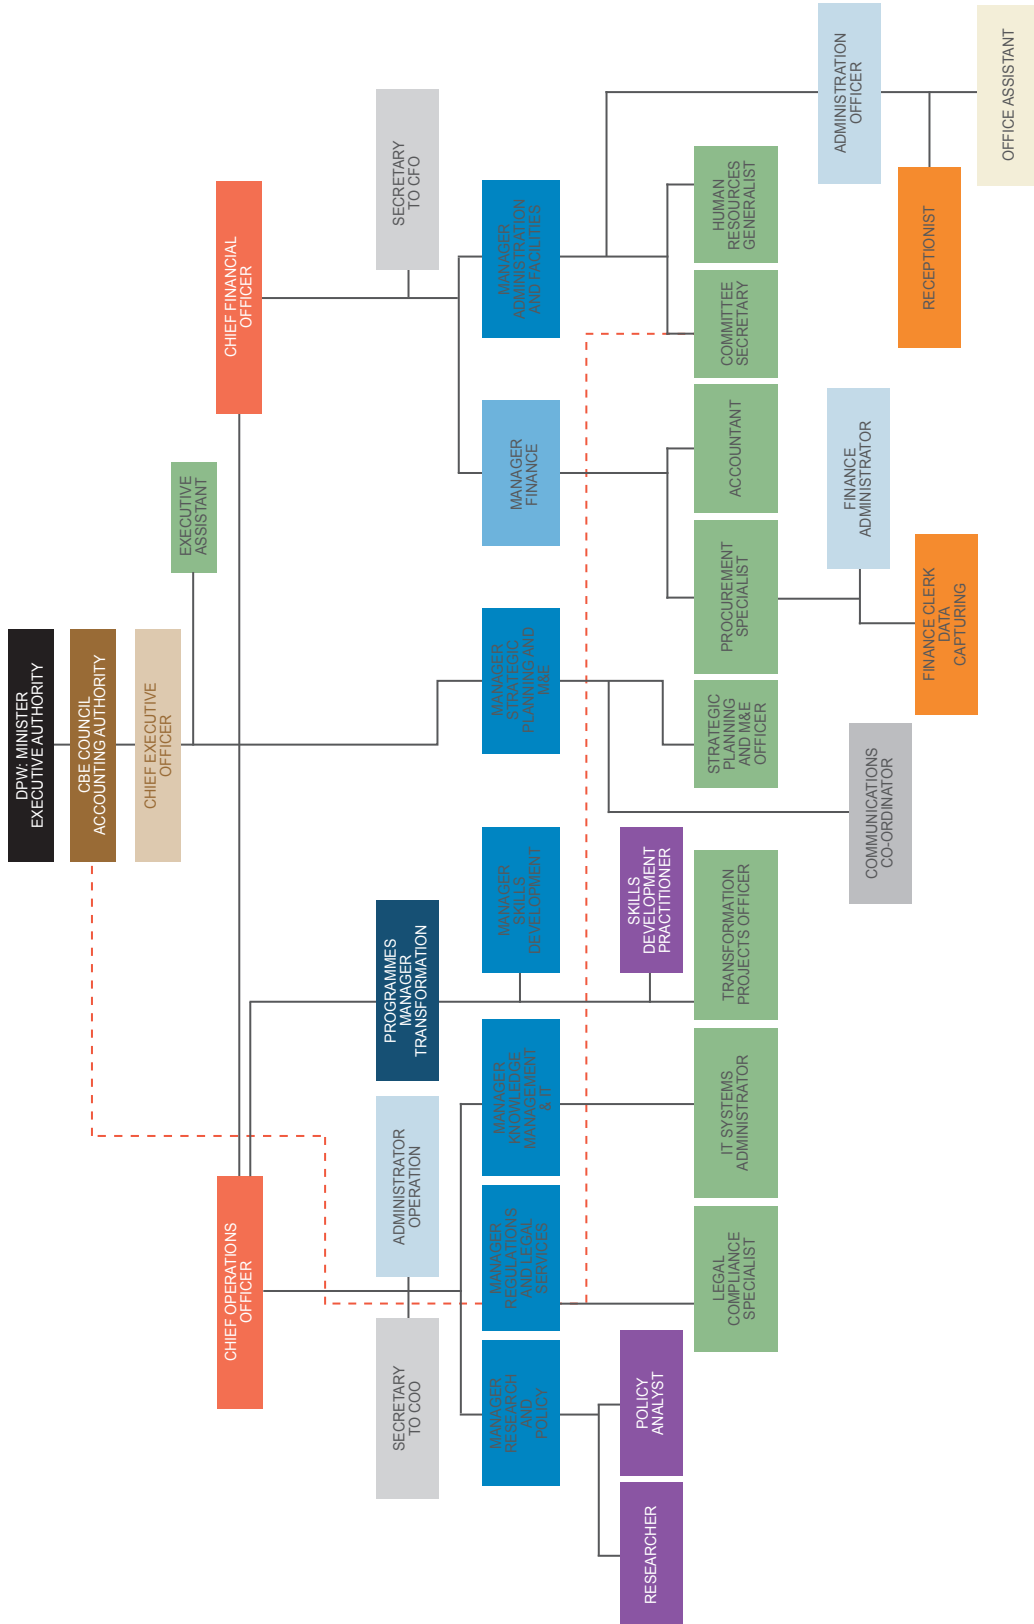 DPW: MINISTER
EXECUTIVE AUTHORITY
CBE COUNCIL
ACCOUNTING AUTHORITY
CHIEF EXECUTIVE
OFFICER
EXECUTIVE
ASSISTANT
CHIEF OPERATIONS
OFFICER
CHIEF FINANCIAL
OFFICER
SECRETARY
TO COO
ADMINISTRATOR
OPERATION
PROGRAMMES
MANAGER
TRANSFORMATION
SECRETARY
TO CFO
MANAGER
RESEARCH
AND
POLICY
MANAGER
REGULATIONS
AND LEGAL
SERVICES
MANAGER
KNOWLEDGE
MANAGEMENT
& IT
MANAGER
SKILLS
DEVELOPMENT
MANAGER
STRATEGIC
PLANNING AND
M&E
MANAGER
FINANCE
MANAGER
ADMINISTRATION
AND FACILITIES
RESEARCHER
POLICY
ANALYST
SKILLS
DEVELOPMENT
PRACTITIONER
LEGAL
COMPLIANCE
SPECIALIST
IT SYSTEMS
ADMINISTRATOR
TRANSFORMATION
PROJECTS OFFICER
STRATEGIC
PLANNING
AND M&E
OFFICER
PROCUREMENT
SPECIALIST
ACCOUNTANT
COMMITTEE
SECRETARY
HUMAN
RESOURCES
GENERALIST
COMMUNICATIONS
CO-ORDINATOR
FINANCE
ADMINISTRATOR
ADMINISTRATION
OFFICER
FINANCE CLERK
DATA
CAPTURING
RECEPTIONIST
OFFICE ASSISTANT